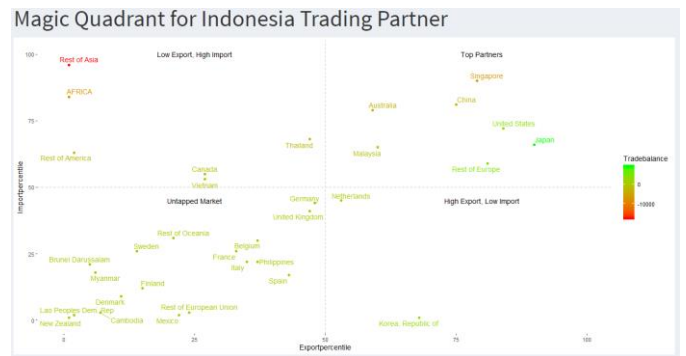 Magic Quadrant for Indonesia Trading Partner
100-
Low Export, High Import
Top Partners
Rest of Asia
Singapore
AFRICA
China
Australia
75-
United States
Thailand
Japan
Malaysia
Rest of America
Rest of Europe
Tradebalance
Canada
0
Vietnam
50-
-10000
Importpercentile
Untapped Market
Germany
Netherlands
High Export, Low Import
United Kingdom
Rest of Oceania
Sweden
Belgium
25-
Brunei Darussalam
France
Italy
Philippines
Myanmar
Finland
Spain
Denmark
Lao Peoples Dem. Rep
Rest of European Union
0-
New Zealand
Cambodia
Mexico
Korea, Republic of
0
25
50
75
100
Exportpercentile